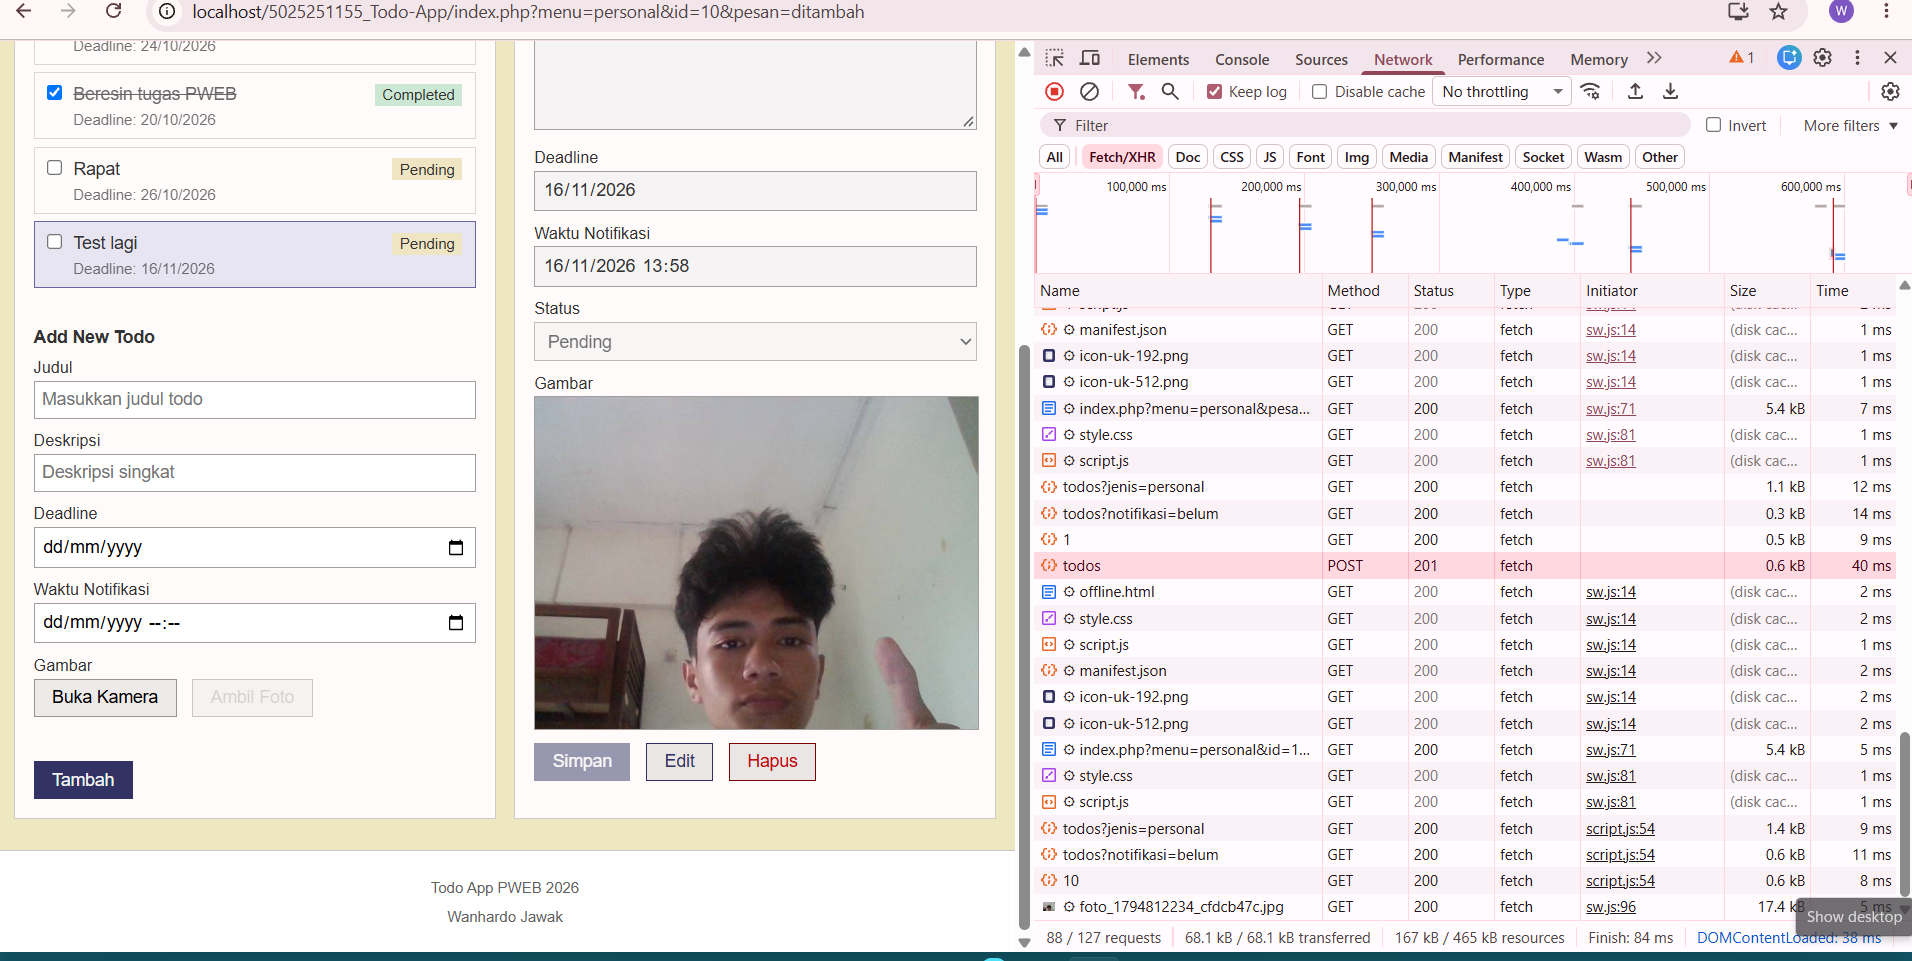 localhost/5025251155_Todo-App/index.php?menu=personal&id=10&pesan=ditambah
W
Deadline: 24/10/2026
Beresin tugas PWEB
Completed
Deadline: 20/10/2026
Rapat
Pending
Deadline: 26/10/2026
Test lagi
Pending
Deadline: 16/11/2026
Add New Todo
Judul
Masukkan judul todo
Deskripsi
Deskripsi singkat
Deadline
dd/mm/yyyy
Waktu Notifikasi
dd/mm/yyyy --:--
Gambar
Buka Kamera
Ambil Foto
Tambah
Deadline
16/11/2026
Waktu Notifikasi
16/11/2026 13:58
Status
Pending
Gambar
Simpan
Edit
Hapus
Todo App PWEB 2026
Wanhardo Jawak
Elements Console Sources Network Performance Memory 1
Keep log Disable cache No throttling
Filter Invert More filters
All Fetch/XHR Doc CSS JS Font Img Media Manifest Socket Wasm Other
100,000 ms 200,000 ms 300,000 ms 400,000 ms 500,000 ms 600,000 ms
Name Method Status Type Initiator Size Time
manifest.json GET 200 fetch sw.js:14 (disk cac... 1 ms
icon-uk-192.png GET 200 fetch sw.js:14 (disk cac... 1 ms
icon-uk-512.png GET 200 fetch sw.js:14 (disk cac... 1 ms
index.php?menu=personal&pesa... GET 200 fetch sw.js:71 5.4 kB 7 ms
style.css GET 200 fetch sw.js:81 (disk cac... 1 ms
script.js GET 200 fetch sw.js:81 (disk cac... 1 ms
todos?jenis=personal GET 200 fetch 1.1 kB 12 ms
todos?notifikasi=belum GET 200 fetch 0.3 kB 14 ms
1 GET 200 fetch 0.5 kB 9 ms
todos POST 201 fetch 0.6 kB 40 ms
offline.html GET 200 fetch sw.js:14 (disk cac... 2 ms
style.css GET 200 fetch sw.js:14 (disk cac... 2 ms
script.js GET 200 fetch sw.js:14 (disk cac... 1 ms
manifest.json GET 200 fetch sw.js:14 (disk cac... 2 ms
icon-uk-192.png GET 200 fetch sw.js:14 (disk cac... 2 ms
icon-uk-512.png GET 200 fetch sw.js:14 (disk cac... 2 ms
index.php?menu=personal&id=1... GET 200 fetch sw.js:71 5.4 kB 5 ms
style.css GET 200 fetch sw.js:81 (disk cac... 1 ms
script.js GET 200 fetch sw.js:81 (disk cac... 1 ms
todos?jenis=personal GET 200 fetch script.js:54 1.4 kB 9 ms
todos?notifikasi=belum GET 200 fetch script.js:54 0.6 kB 11 ms
10 GET 200 fetch script.js:54 0.6 kB 8 ms
foto_1794812234_cfdcb47c.jpg GET 200 fetch sw.js:96 17.4 kB 5 ms
Show desktop
88 / 127 requests 68.1 kB / 68.1 kB transferred 167 kB / 465 kB resources Finish: 84 ms DOMContentLoaded: 38 ms